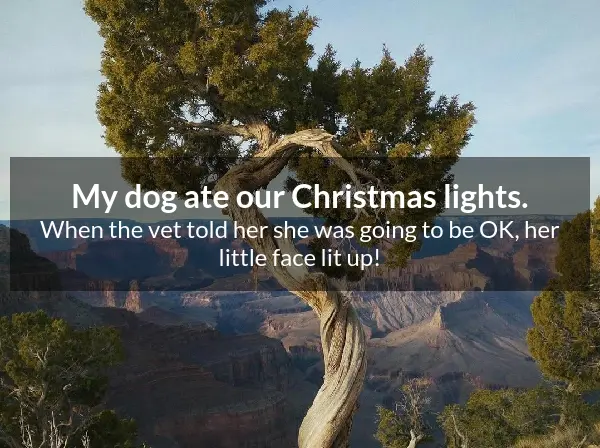 My dog ate our Christmas lights.
When the vet told her she was going to be OK, her
little face lit up!